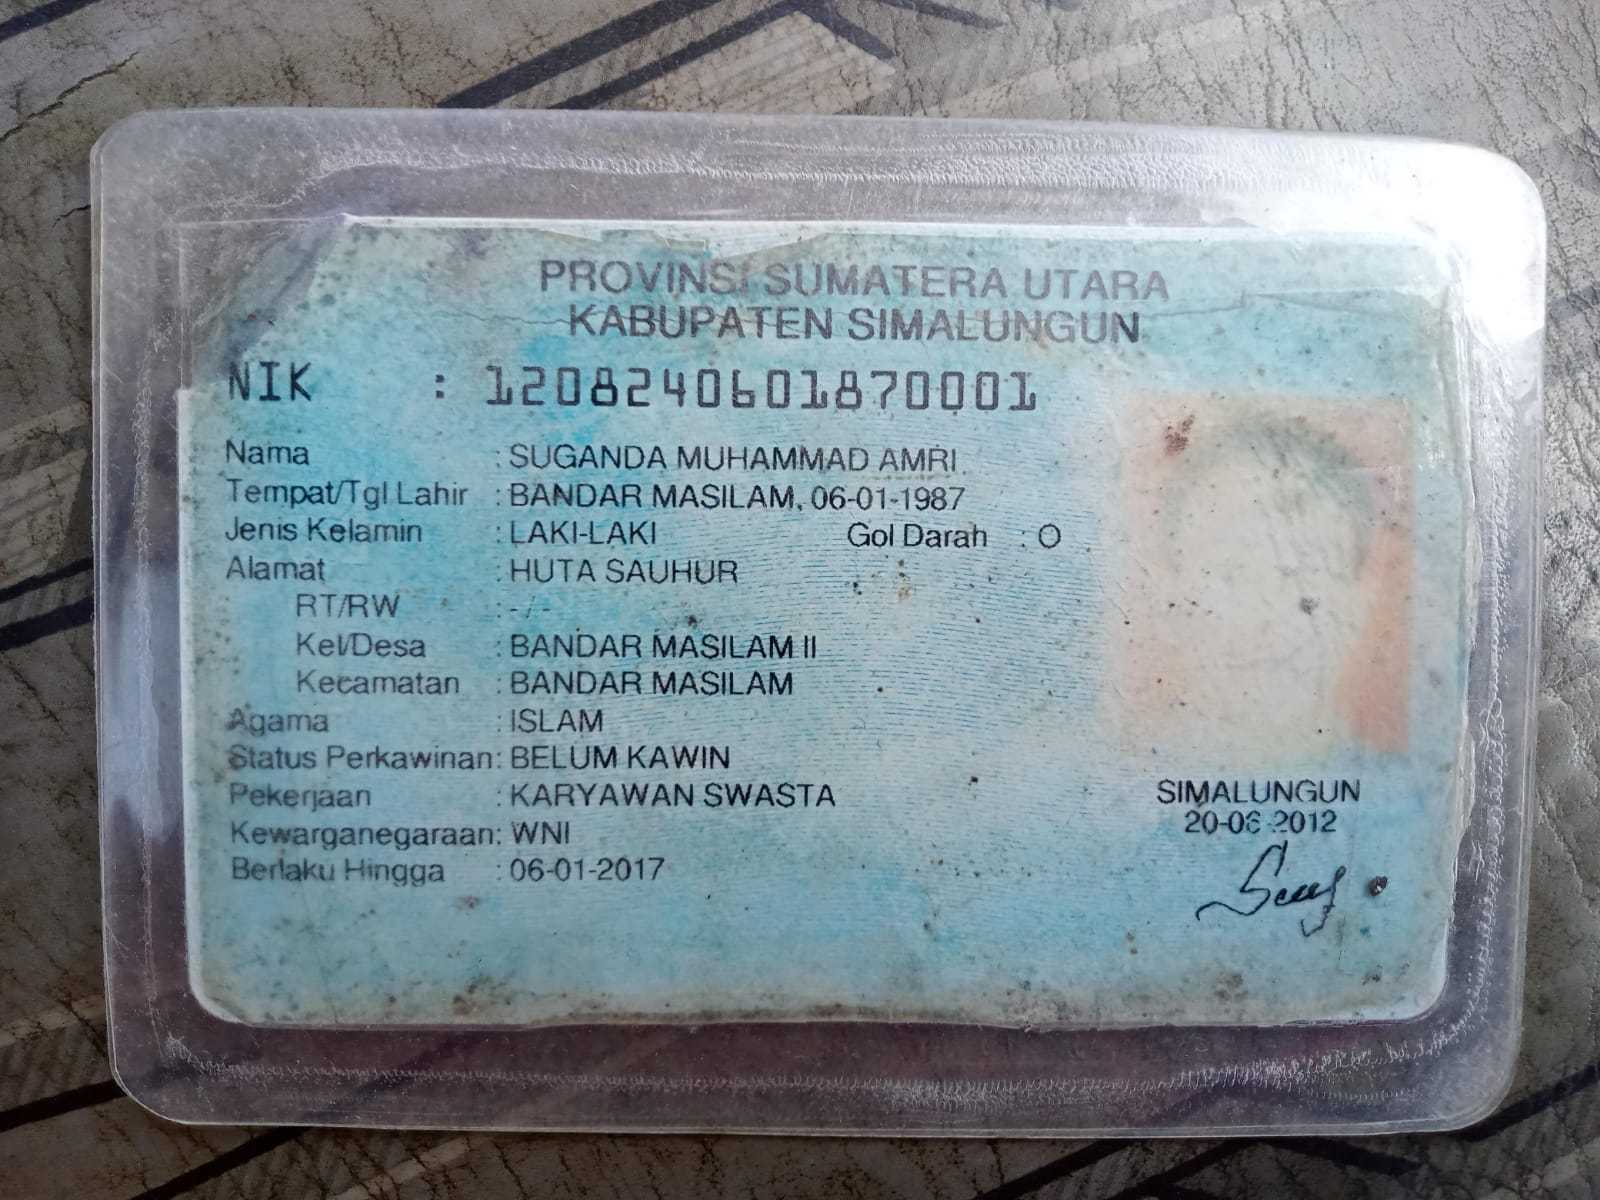 PROVINSI SUMATERA UTARA
KABUPATEN SIMALUNGUN
NIK : 1208240601870001
Nama : SUGANDA MUHAMMAD AMRI
Tempat/Tgl Lahir : BANDAR MASILAM, 06-01-1987
Jenis Kelamin : LAKI-LAKI Gol Darah : O
Alamat : HUTA SAUHUR
RT/RW : - / -
Kel/Desa : BANDAR MASILAM II
Kecamatan : BANDAR MASILAM
Agama : ISLAM
Status Perkawinan : BELUM KAWIN
Pekerjaan : KARYAWAN SWASTA
Kewarganegaraan : WNI
Berlaku Hingga : 06-01-2017
SIMALUNGUN
20-06-2012